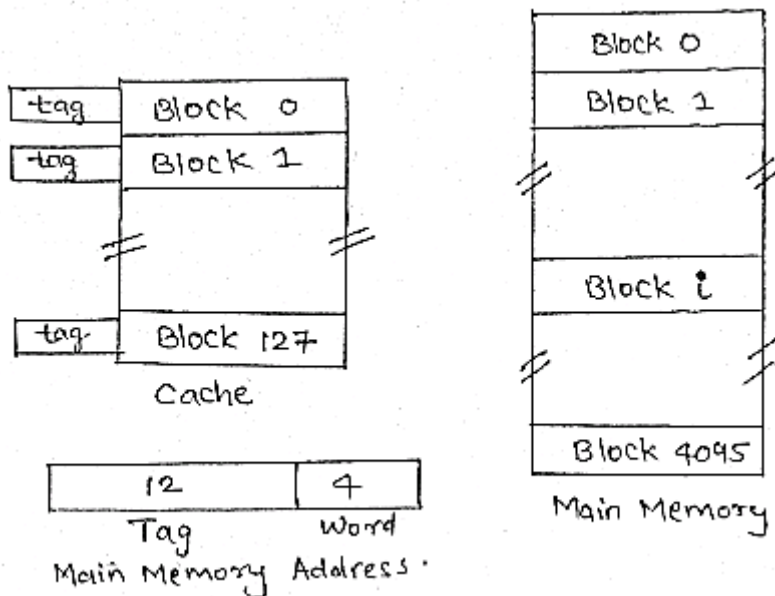 tag Block 0
tag Block 1
tag Block 127
Cache
Block 0
Block 1
Block i
Block 4095
Main Memory
12 4
Tag Word
Main Memory Address.